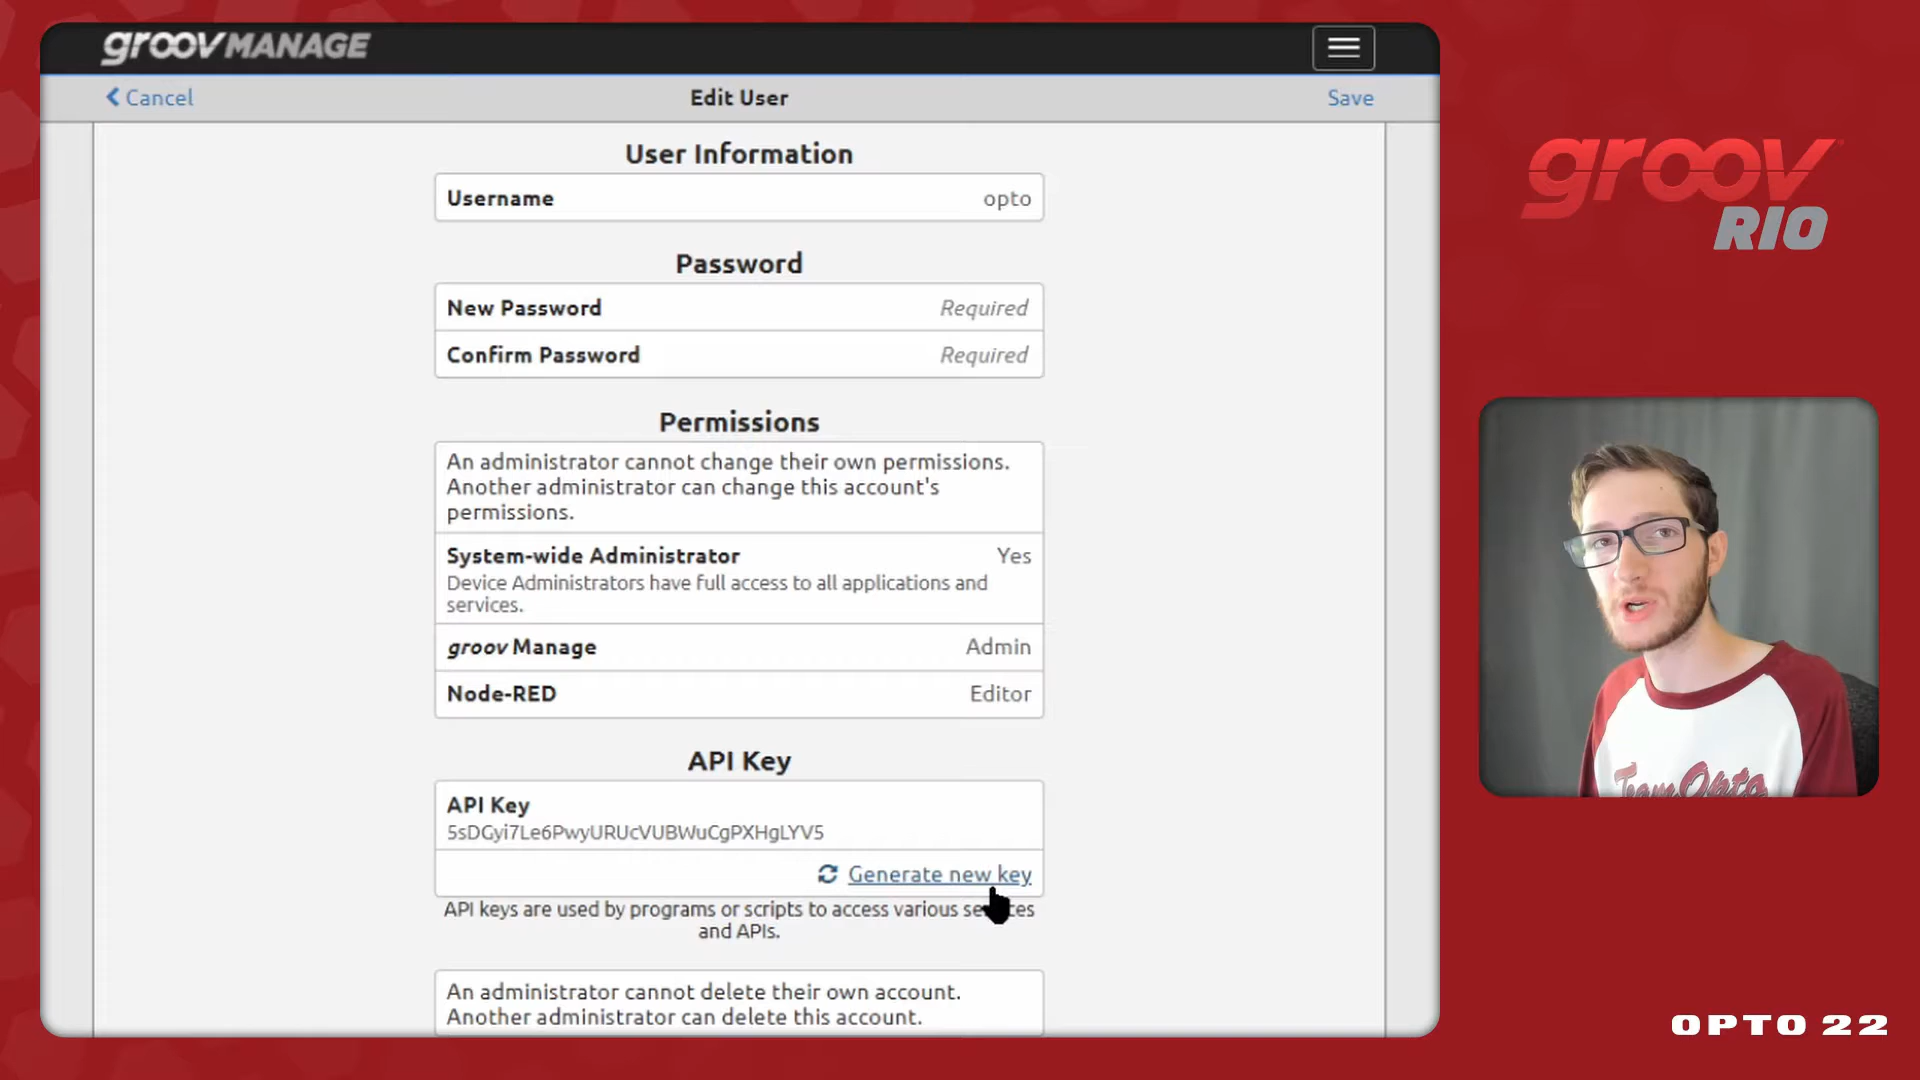 groov MANAGE
Cancel
Edit User
Save
User Information
Username
opto
Password
New Password
Required
Confirm Password
Required
Permissions
An administrator cannot change their own permissions.
Another administrator can change this account's
permissions.
System-wide Administrator
Yes
Device Administrators have full access to all applications and
services.
groov Manage
Admin
Node-RED
Editor
API Key
API Key
5sDGyi7Le6PwyURUcVUBWuCgPXHgLYV5
Generate new key
API keys are used by programs or scripts to access various
and APIs.
An administrator cannot delete their own account.
Another administrator can delete this account.
groov
RIO
Team Opto
OPTO 22